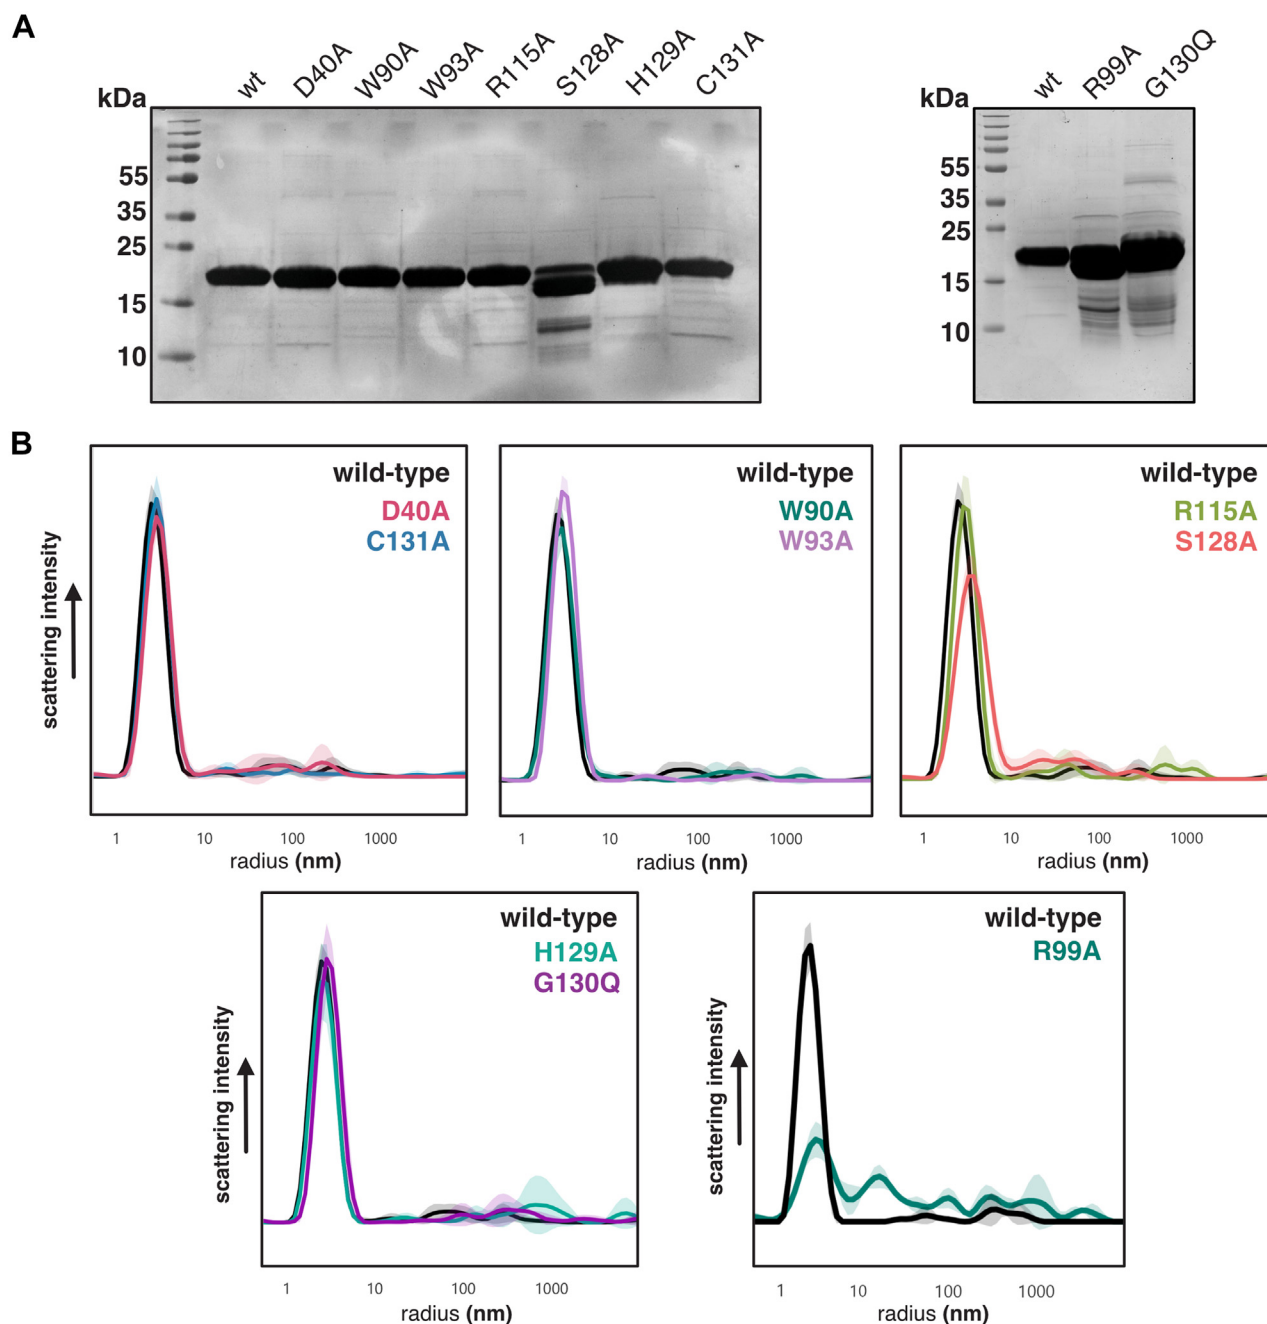 A
kDa
wt
D40A
W90A
W93A
R115A
S128A
H129A
C131A
55
35
25
15
10
kDa
wt
R99A
G130Q
55
35
25
15
10
B
scattering intensity
wild-type
D40A
C131A
1 10 100 1000
radius (nm)
wild-type
W90A
W93A
1 10 100 1000
radius (nm)
wild-type
R115A
S128A
1 10 100 1000
radius (nm)
scattering intensity
wild-type
H129A
G130Q
1 10 100 1000
radius (nm)
scattering intensity
wild-type
R99A
1 10 100 1000
radius (nm)